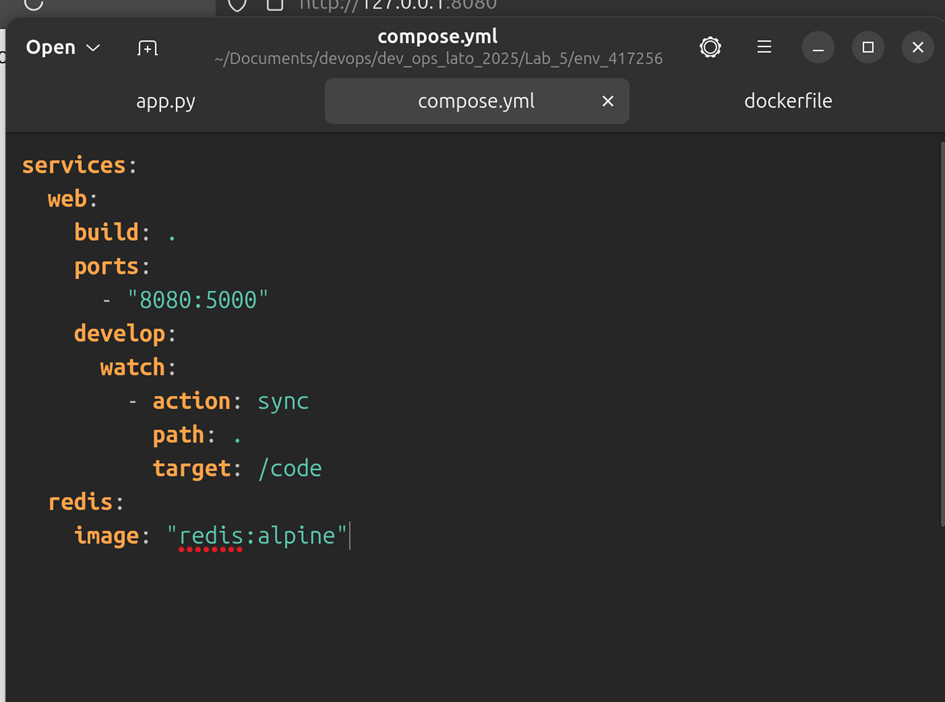 http://127.0.0.1:8080
Open
compose.yml
~/Documents/devops/dev_ops_lato_2025/Lab_5/env_417256
app.py
compose.yml
dockerfile
services:
  web:
    build: .
    ports:
      - "8080:5000"
    develop:
      watch:
        - action: sync
          path: .
          target: /code
  redis:
    image: "redis:alpine"